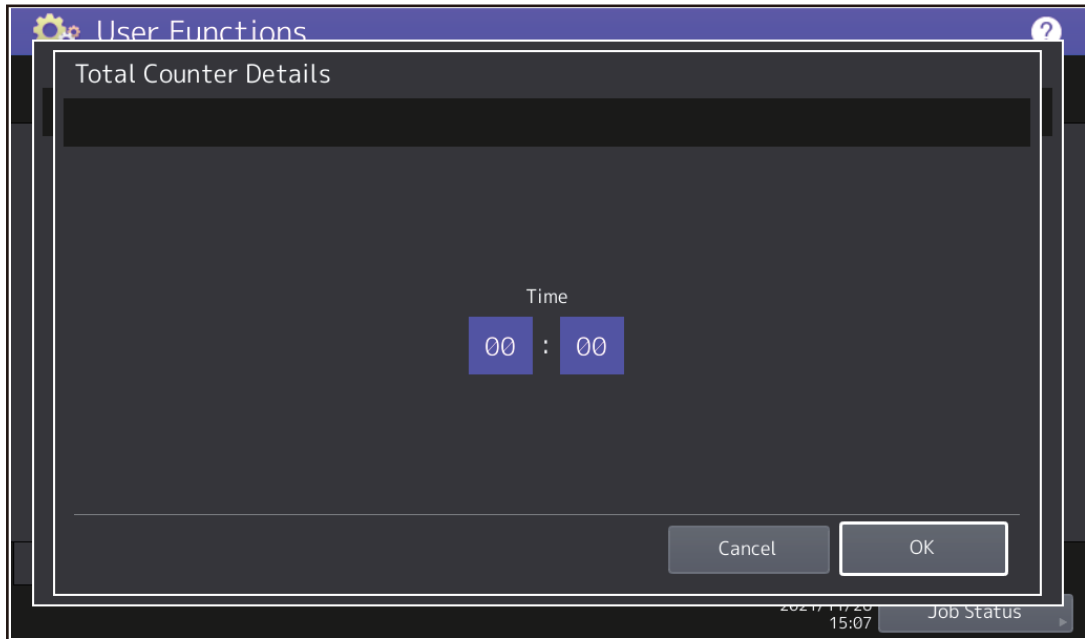 User Functions
?
Total Counter Details
Time
00 : 00
Cancel
OK
Job Status
15:07